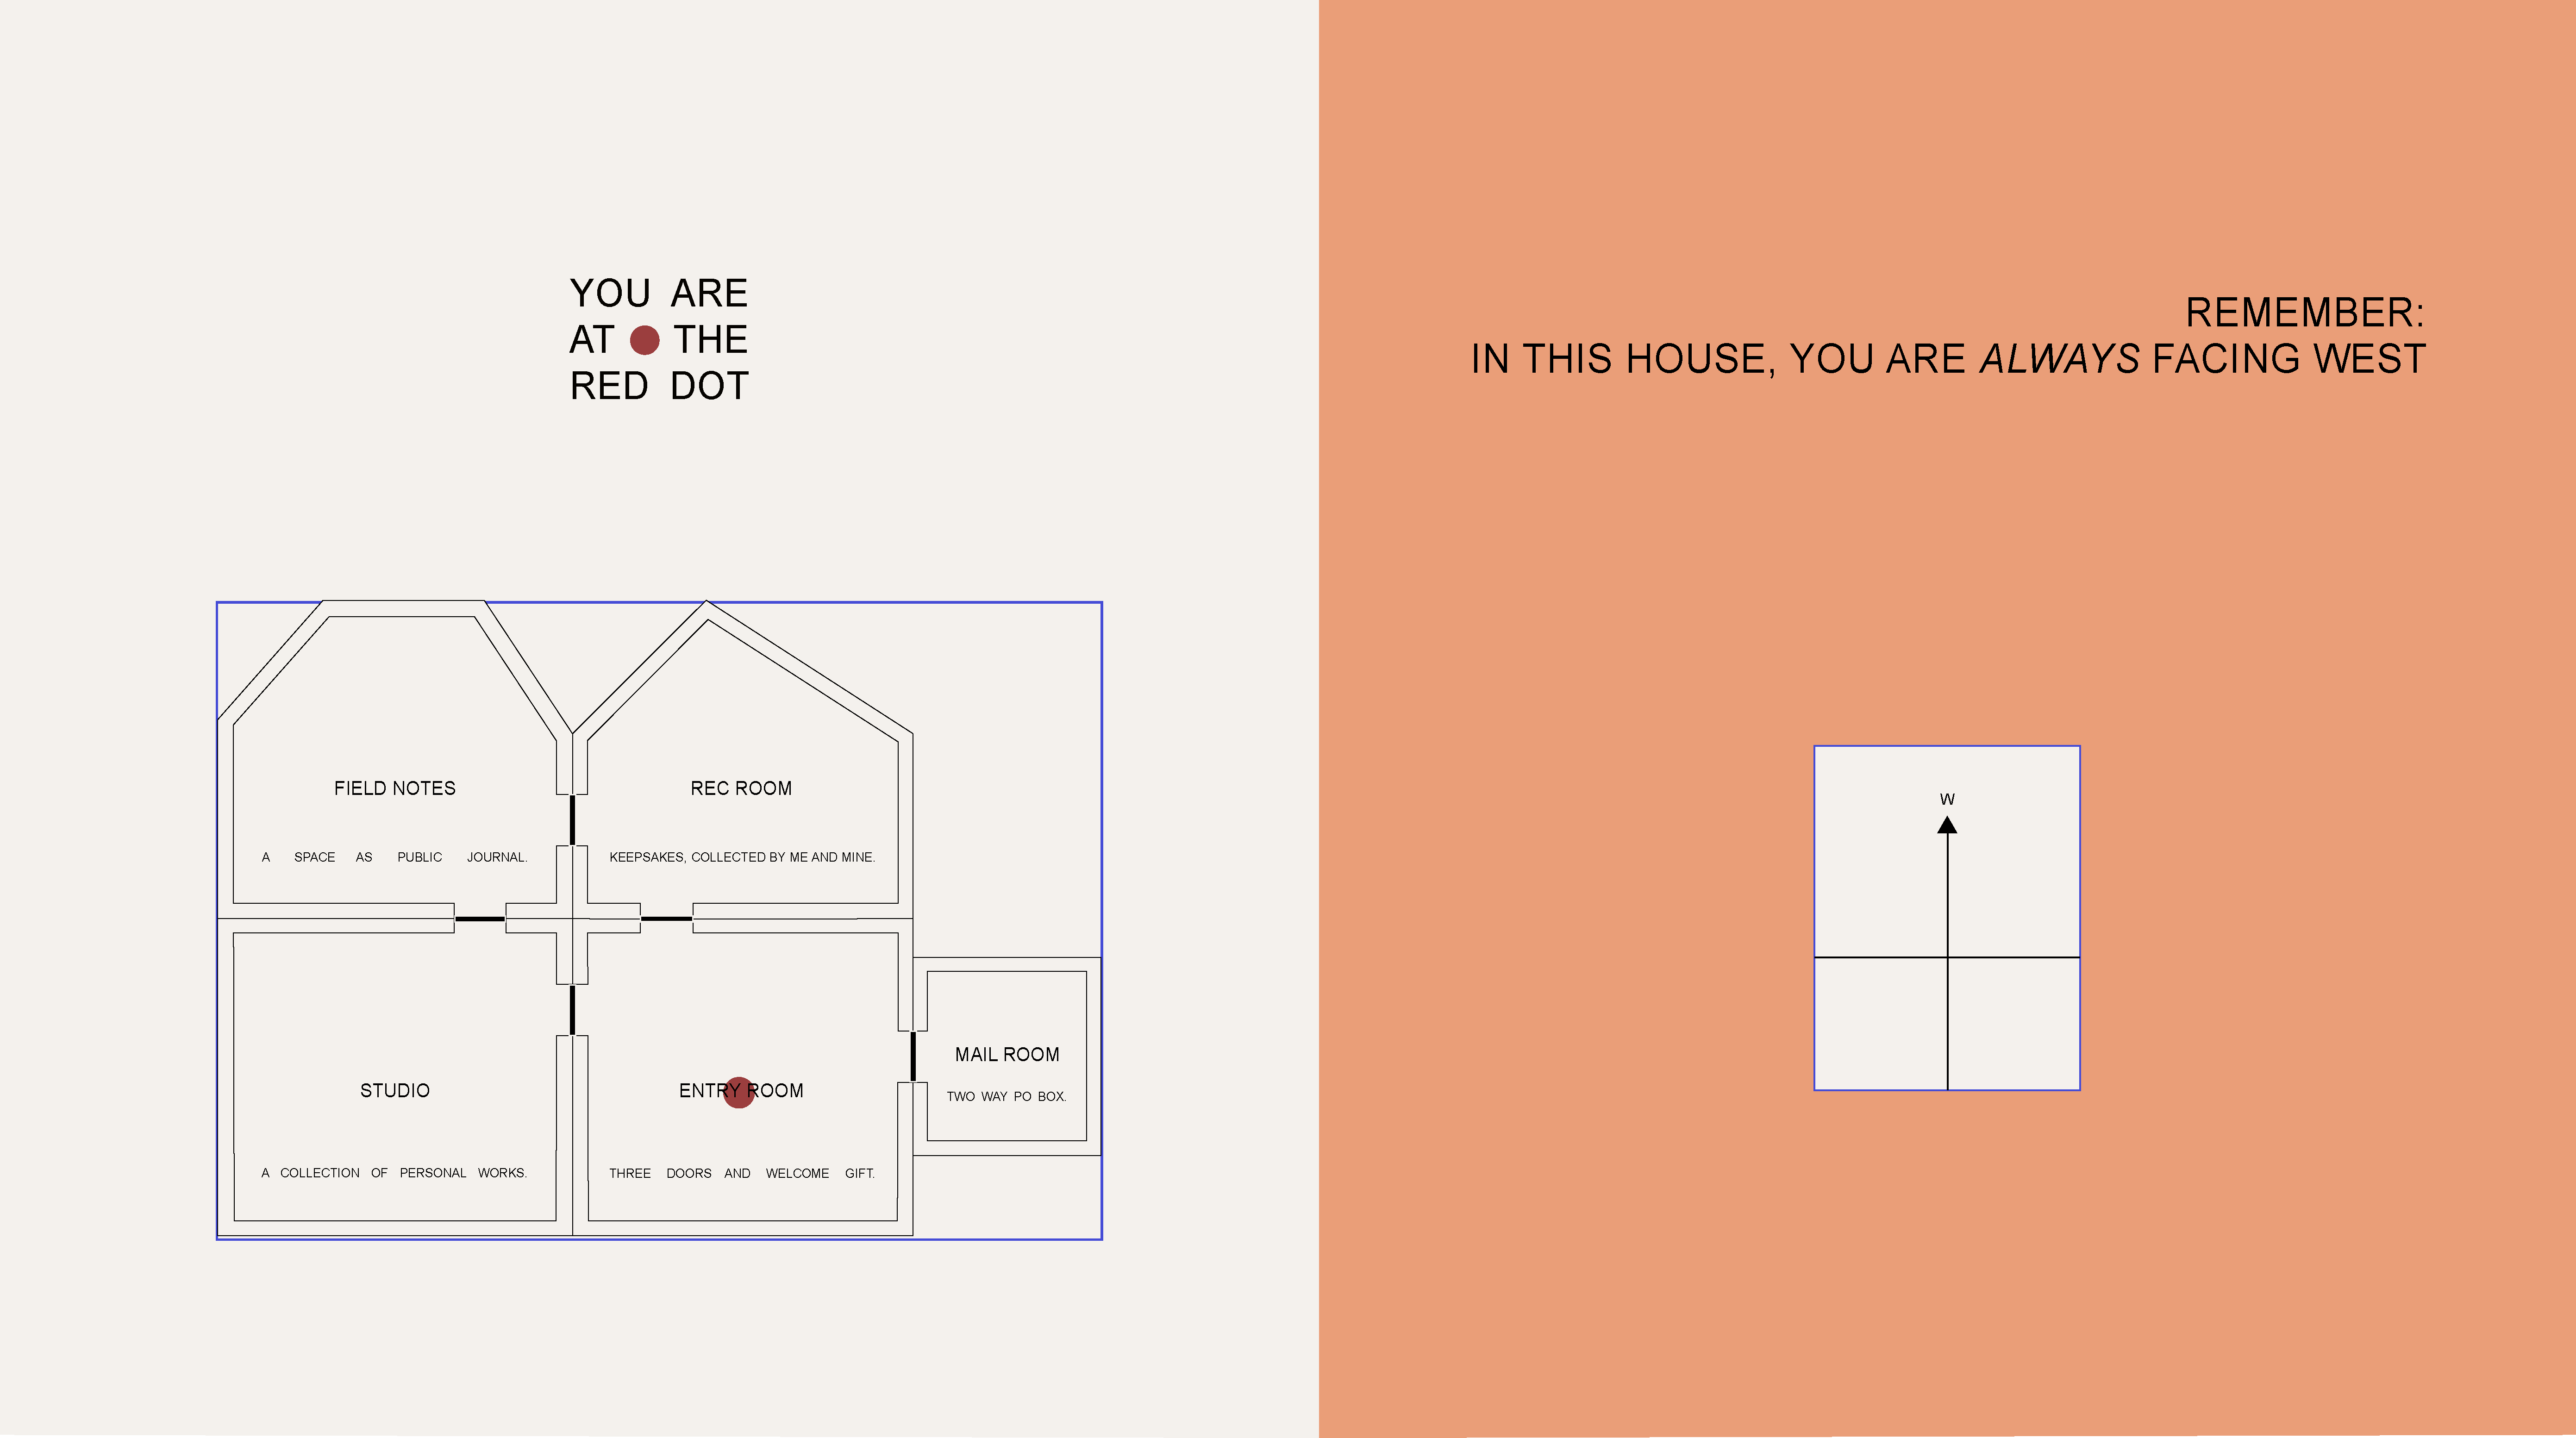 YOU ARE
AT THE
RED DOT
REMEMBER:
IN THIS HOUSE, YOU ARE ALWAYS FACING WEST
FIELD NOTES
A SPACE AS PUBLIC JOURNAL.
REC ROOM
KEEPSAKES, COLLECTED BY ME AND MINE.
STUDIO
A COLLECTION OF PERSONAL WORKS.
ENTRY ROOM
THREE DOORS AND WELCOME GIFT.
MAIL ROOM
TWO WAY PO BOX.
W